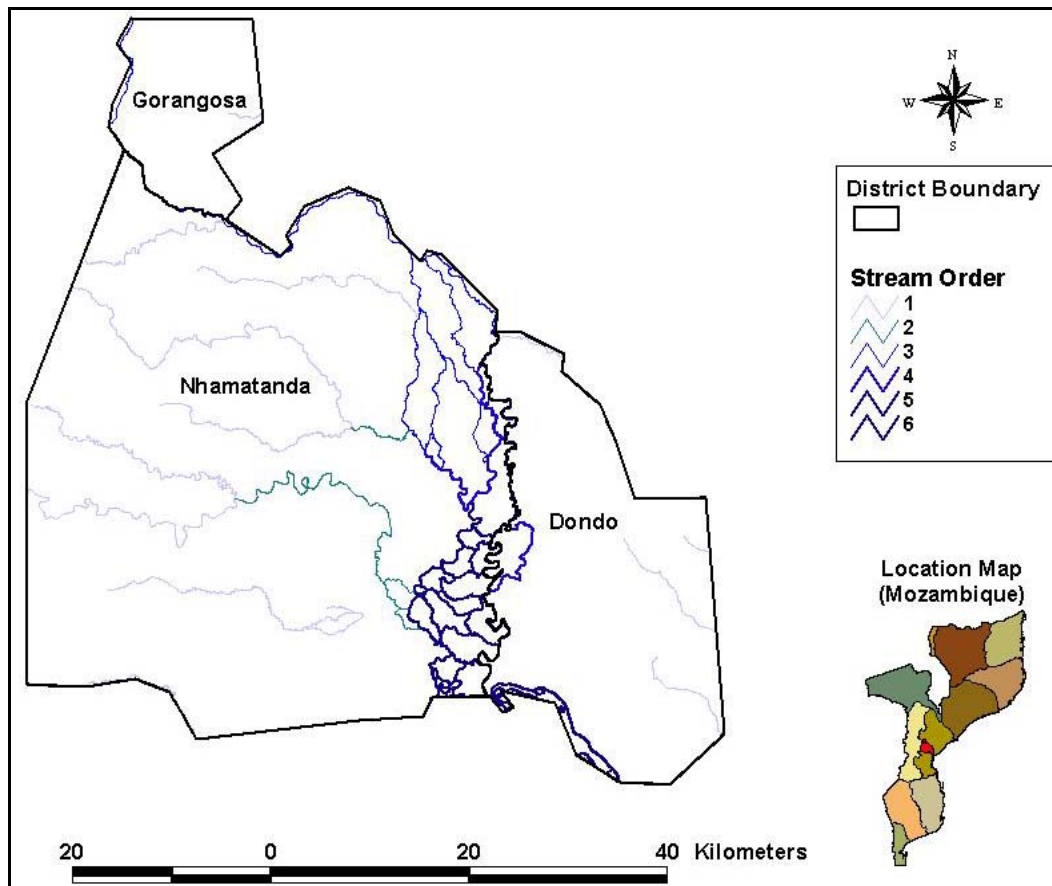 Gorangosa
Nhamatanda
Dondo
N
W E
S
District Boundary
Stream Order
1
2
3
4
5
6
Location Map
(Mozambique)
20 0 20 40 Kilometers